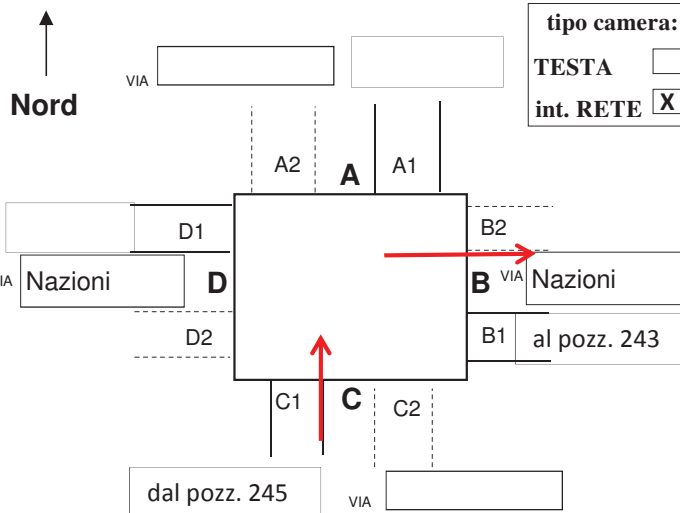 tipo camera:
VIA
TESTA
Nord
int. RETE X
A2 A A1
D1 B2
VIA Nazioni D B VIA Nazioni
D2 B1 al pozz. 243
C1 C C2
dal pozz. 245 VIA